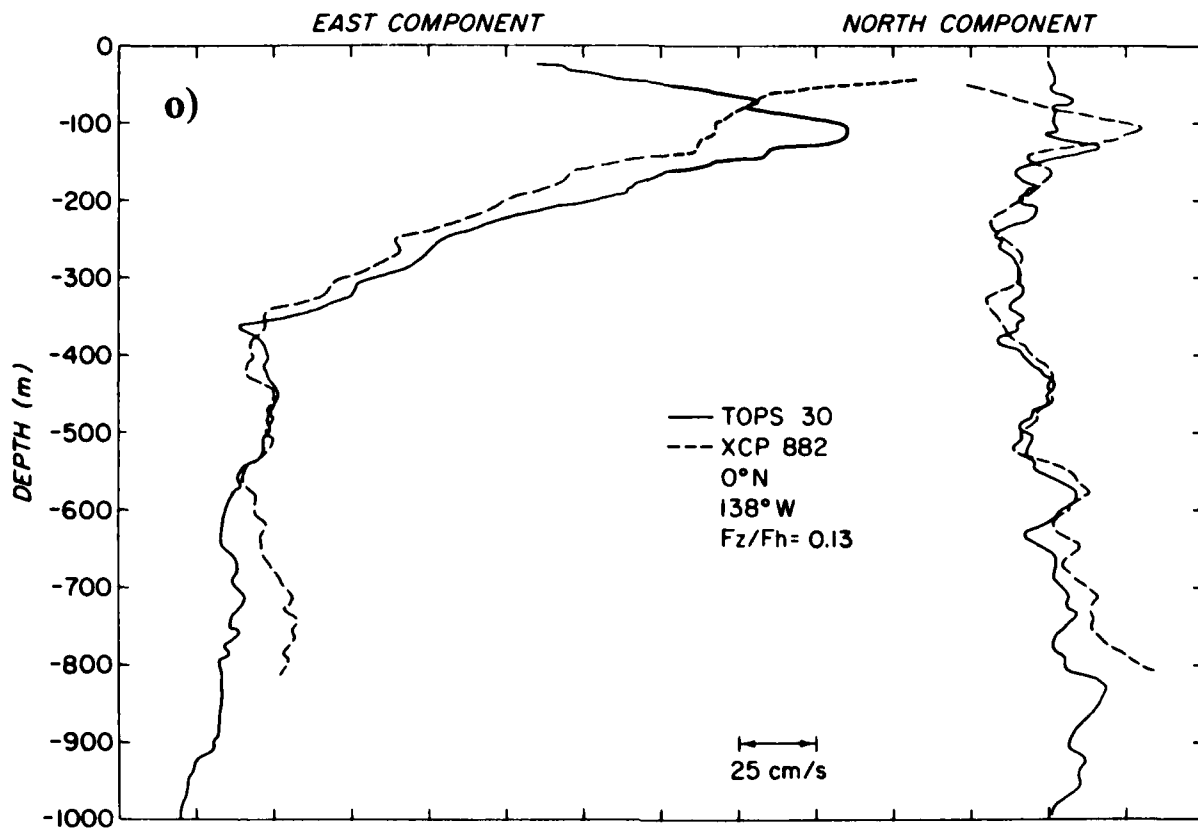 EAST COMPONENT NORTH COMPONENT
0
o)
-100
-200
-300
-400
-500
-600
-700
-800
-900
-1000
DEPTH (m)
TOPS 30
XCP 882
0°N
138°W
Fz/Fh= 0.13
25 cm/s